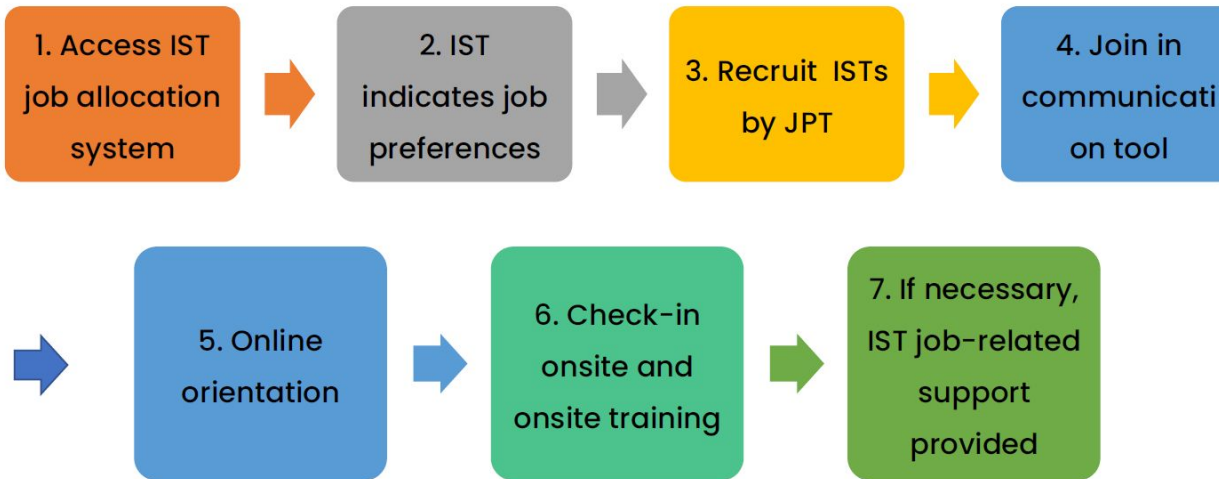 1. Access IST
job allocation
system
2. IST
indicates job
preferences
3. Recruit ISTs
by JPT
4. Join in
communicati
on tool
5. Online
orientation
6. Check-in
onsite and
onsite training
7. If necessary,
IST job-related
support
provided